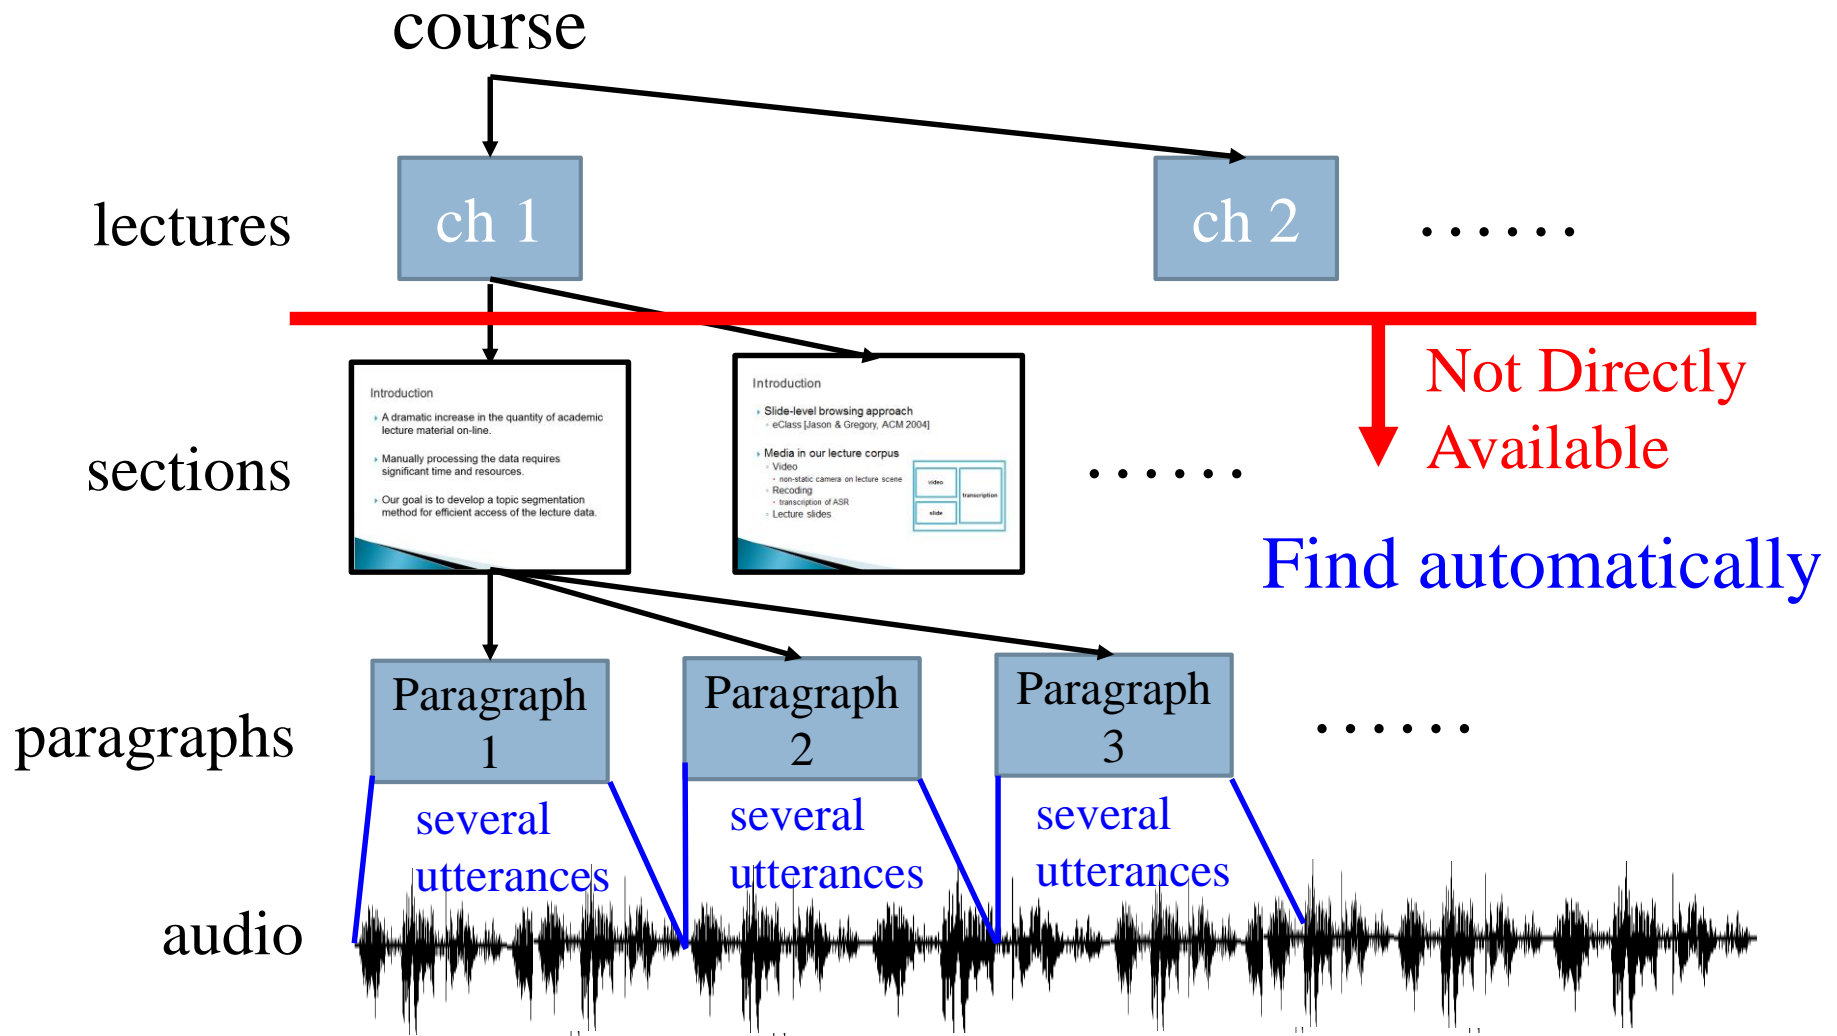 course
lectures
ch 1
ch 2
......
Not Directly
Available
sections
Introduction
A dramatic increase in the quantity of academic
lecture material on-line.
Manually processing the data requires
significant time and resources.
Our goal is to develop a topic segmentation
method for efficient access of the lecture data.
Introduction
Slide-level browsing approach
eClass [Jason & Gregory, ACM 2004]
Media in our lecture corpus
Video
non-static camera on lecture scene
Recoding
transcription of ASR
Lecture slides
video
transcription
slide
......
Find automatically
paragraphs
Paragraph
1
Paragraph
2
Paragraph
3
......
several
utterances
several
utterances
several
utterances
audio